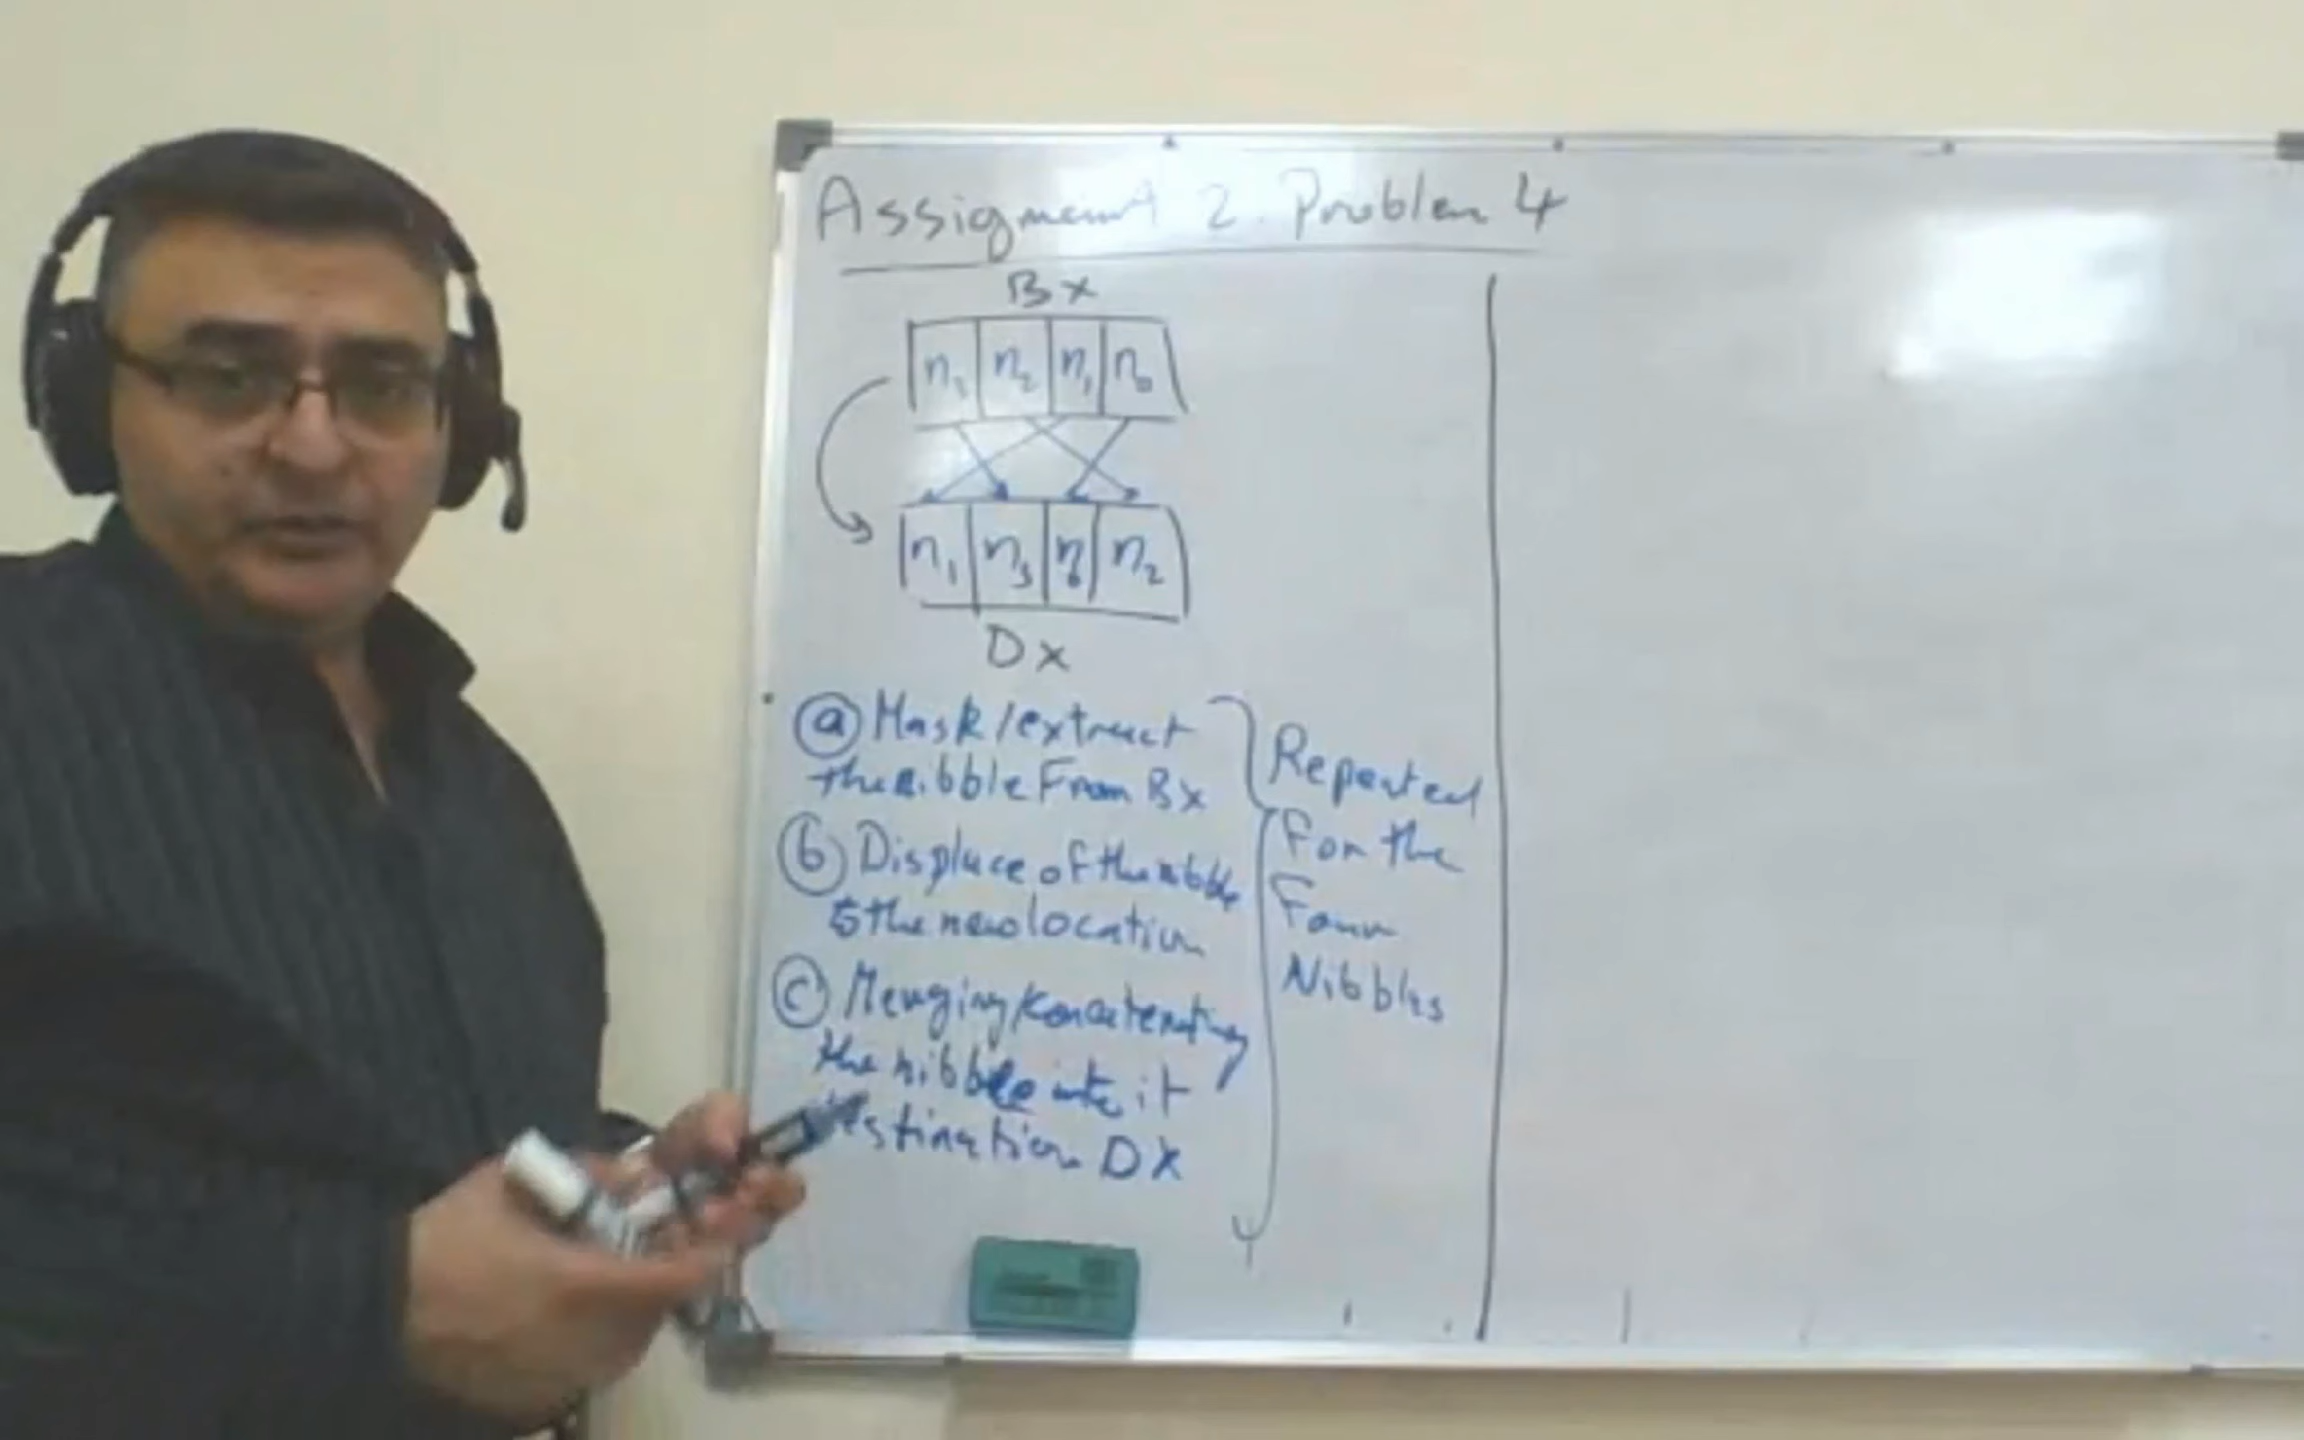 Assigment 2. Problem 4
Bx
n₃ n₂ n₁ n₀
n₁ n₃ n₀ n₂
Dx
ⓐ Mask/extract
the nibble From Bx
ⓑ Displace of the nibble
to the new location
ⓒ Merging/concatenating
the nibble into it
destination DX
Repeated
For the
Four
Nibbles